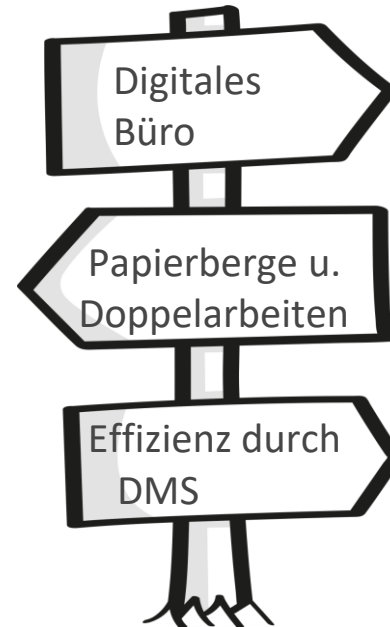 Digitales
Büro
Papierberge u.
Doppelarbeiten
Effizienz durch
DMS